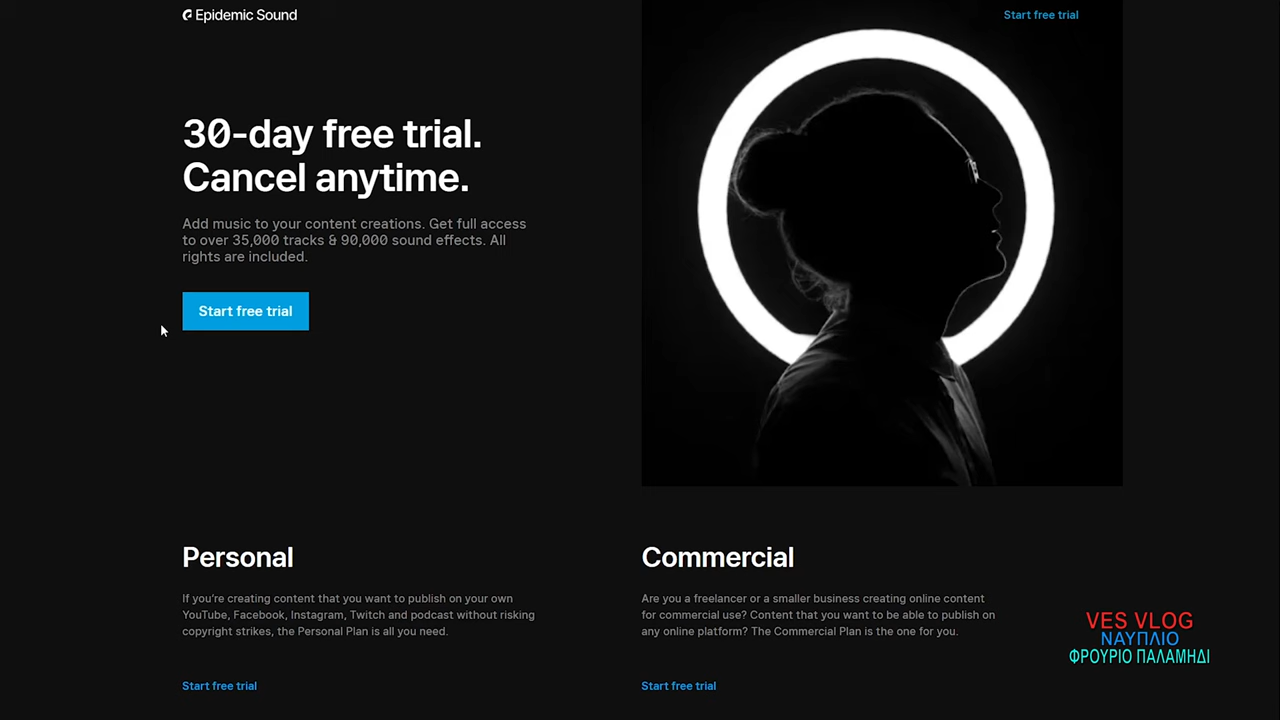 Epidemic Sound
Start free trial
30-day free trial.
Cancel anytime.
Add music to your content creations. Get full access
to over 35,000 tracks & 90,000 sound effects. All
rights are included.
Start free trial
Personal
If you're creating content that you want to publish on your own
YouTube, Facebook, Instagram, Twitch and podcast without risking
copyright strikes, the Personal Plan is all you need.
Start free trial
Commercial
Are you a freelancer or a smaller business creating online content
for commercial use? Content that you want to be able to publish on
any online platform? The Commercial Plan is the one for you.
Start free trial
VES VLOG
ΝΑΥΠΛΙΟ
ΦΡΟΥΡΙΟ ΠΑΛΑΜΗΔΙ